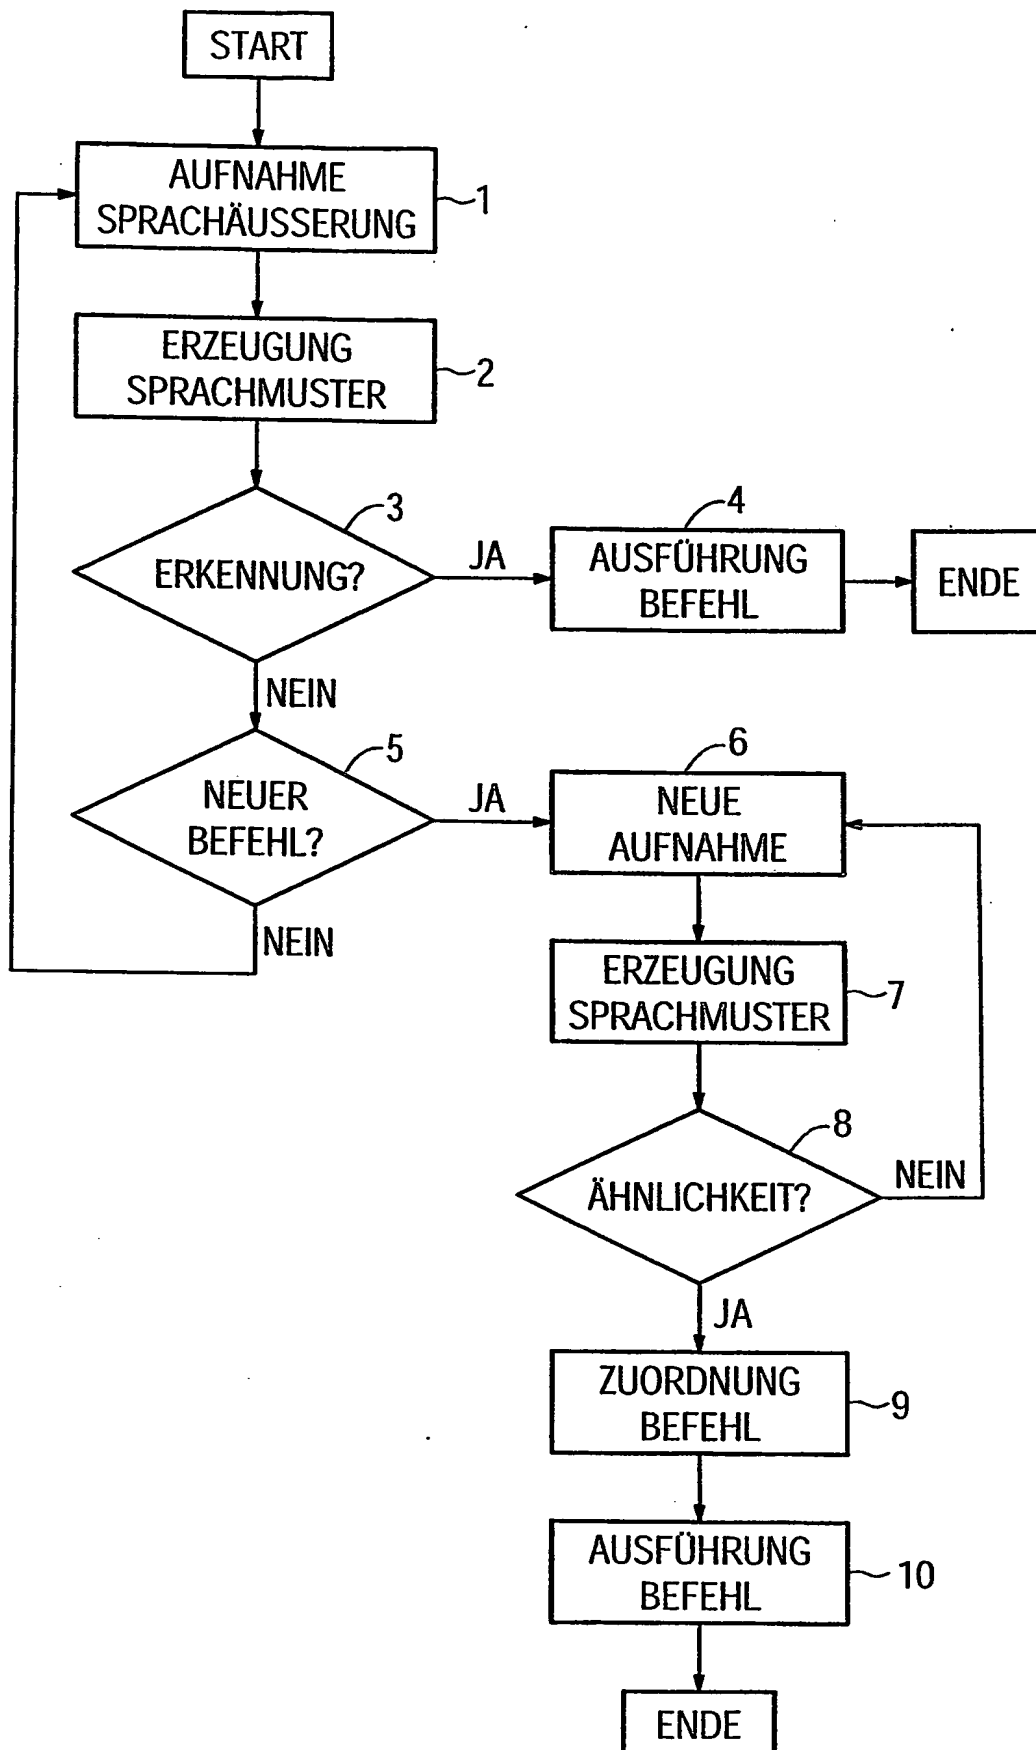 START
AUFNAHME
SPRACHÄUSSERUNG
1
ERZEUGUNG
SPRACHMUSTER
2
3
ERKENNUNG?
JA
4
AUSFÜHRUNG
BEFEHL
ENDE
NEIN
5
NEUER
BEFEHL?
JA
6
NEUE
AUFNAHME
NEIN
ERZEUGUNG
SPRACHMUSTER
7
8
ÄHNLICHKEIT?
NEIN
JA
ZUORDNUNG
BEFEHL
9
AUSFÜHRUNG
BEFEHL
10
ENDE